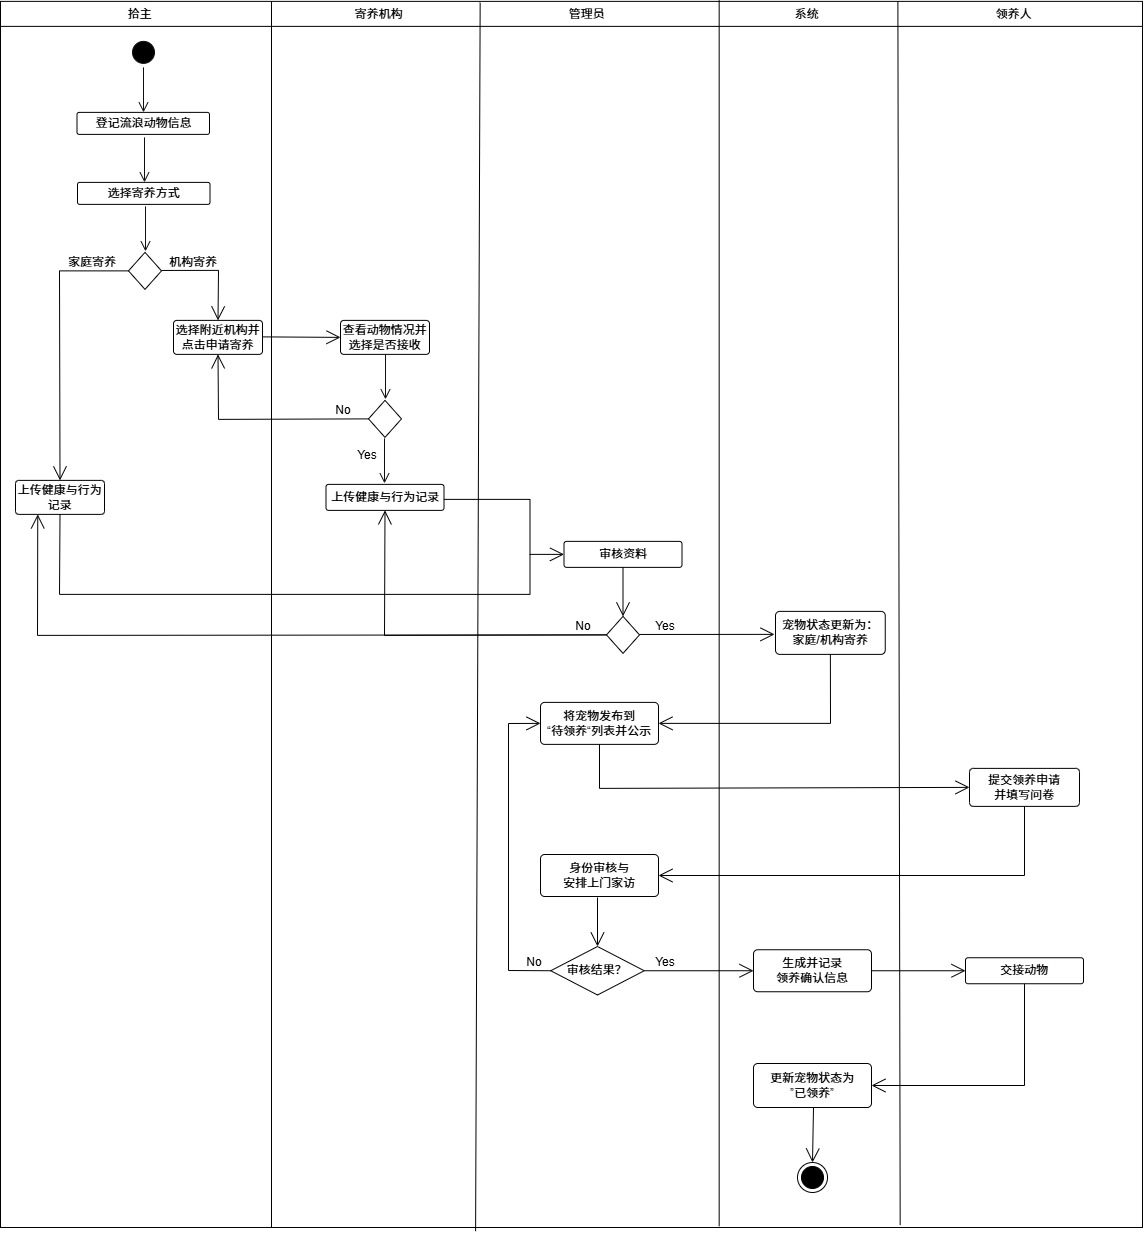 拾主
寄养机构
管理员
系统
领养人
登记流浪动物信息
选择寄养方式
家庭寄养
机构寄养
选择附近机构并
点击申请寄养
查看动物情况并
选择是否接收
No
Yes
上传健康与行为
记录
上传健康与行为记录
审核资料
No
Yes
宠物状态更新为：
家庭/机构寄养
将宠物发布到
“待领养“列表并公示
提交领养申请
并填写问卷
身份审核与
安排上门家访
No
审核结果？
Yes
生成并记录
领养确认信息
交接动物
更新宠物状态为
”已领养”